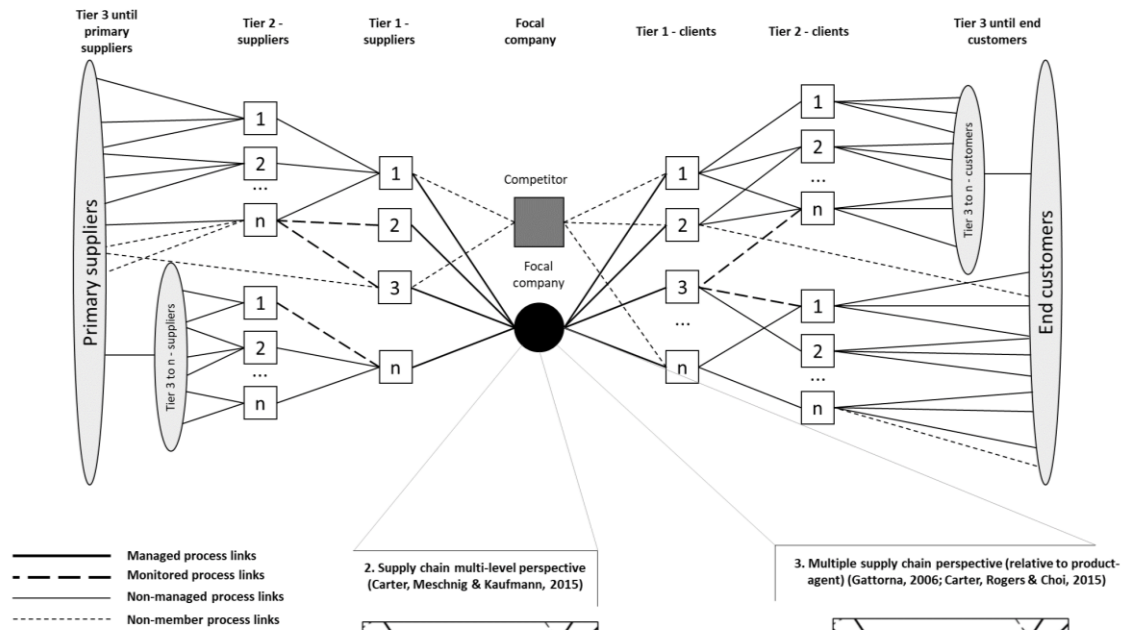 Tier 3 until
primary
suppliers
Tier 2 -
suppliers
Tier 1 -
suppliers
Focal
company
Tier 1 - clients
Tier 2 - clients
Tier 3 until end
customers
Primary suppliers
Tier 3 to n - suppliers
1
2
...
n
1
2
...
n
1
2
3
n
Competitor
Focal
company
1
2
3
...
n
1
2
...
n
1
2
...
n
Tier 3 to n - customers
End customers
Managed process links
Monitored process links
Non-managed process links
Non-member process links
2. Supply chain multi-level perspective
(Carter, Meschnig & Kaufmann, 2015)
3. Multiple supply chain perspective (relative to product-
agent) (Gattorna, 2006; Carter, Rogers & Choi, 2015)